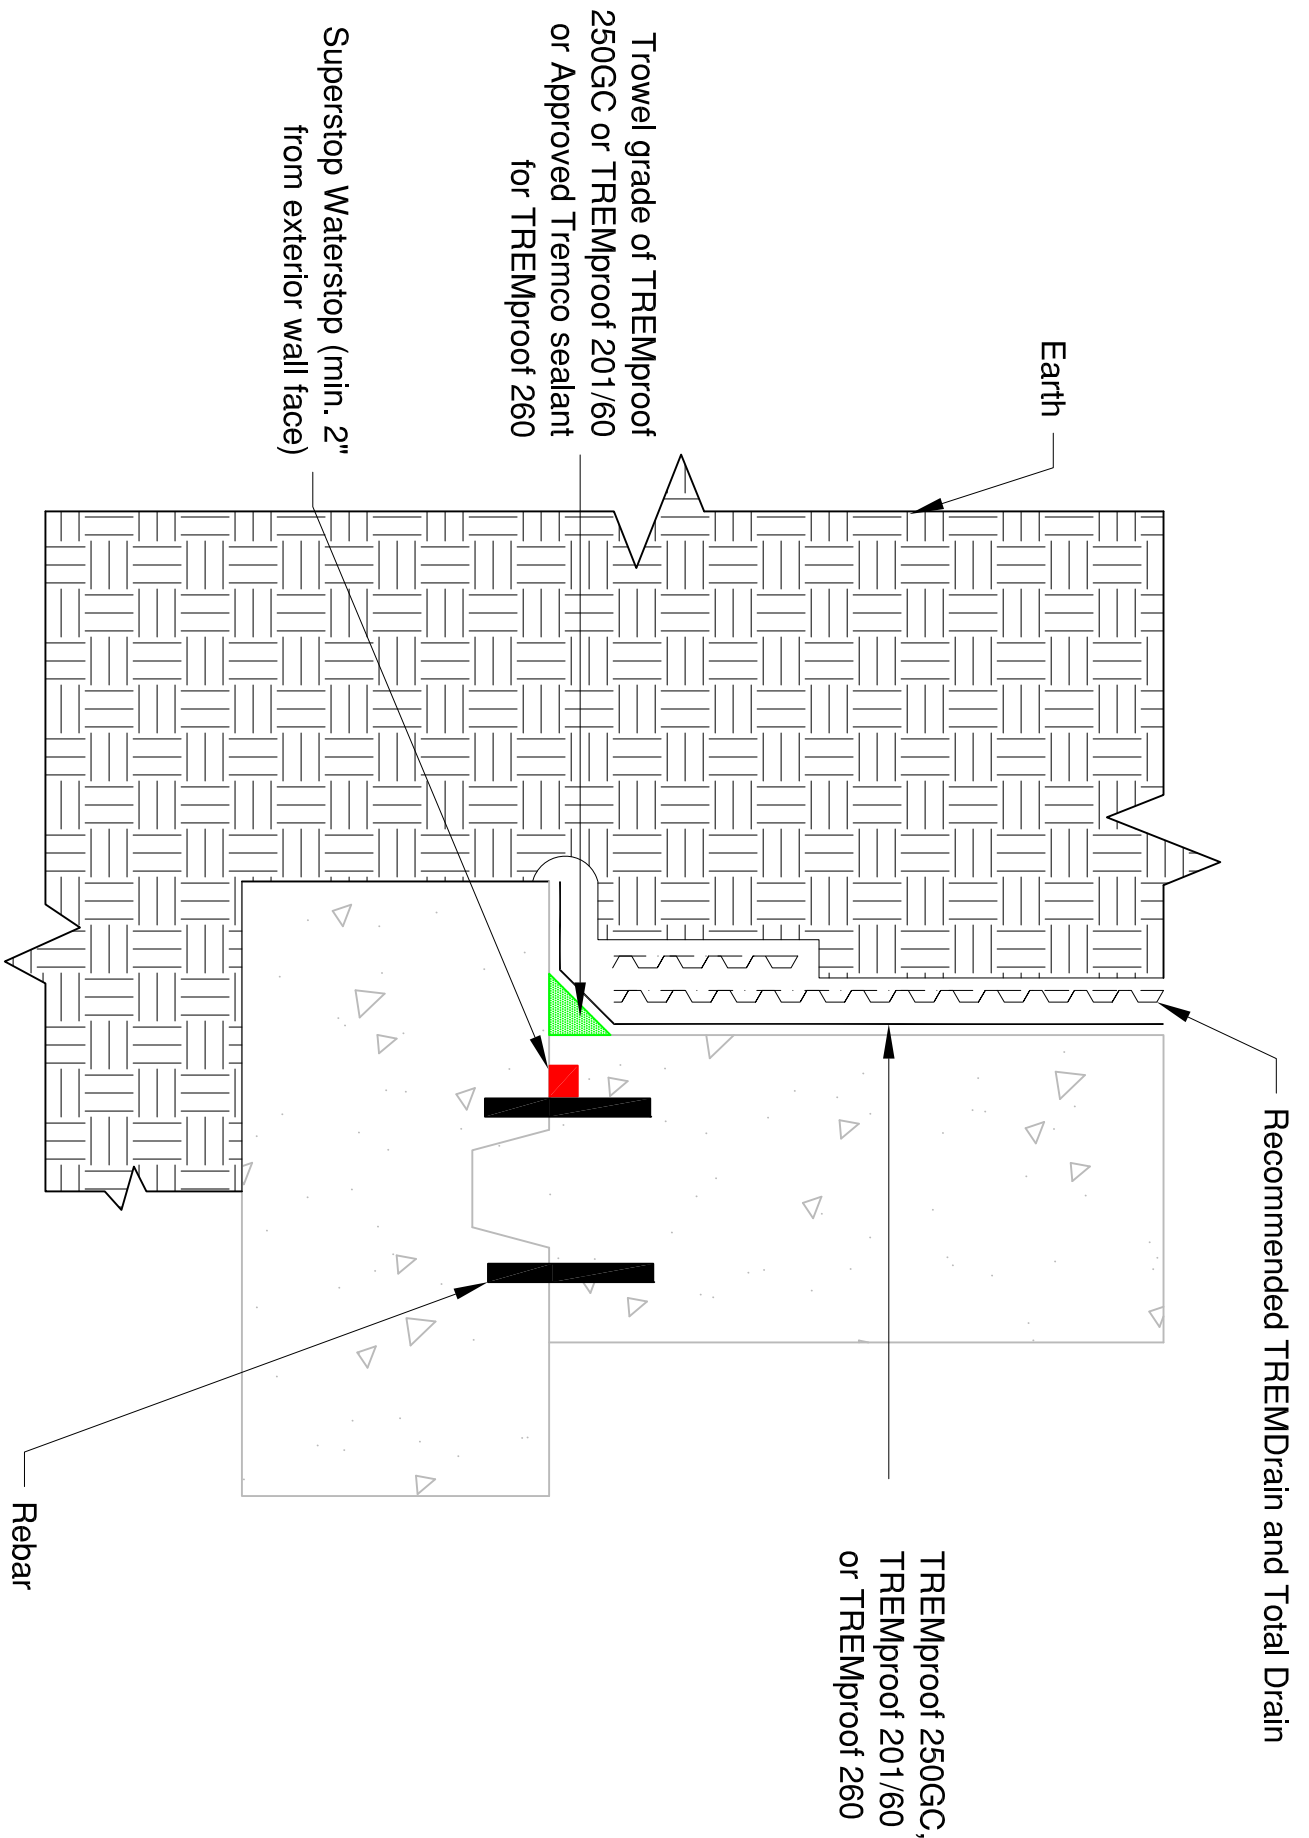 Recommended TREMDrain and Total Drain
Earth
TREMproof 250GC,
TREMproof 201/60
or TREMproof 260
Trowel grade of TREMproof
250GC or TREMproof 201/60
or Approved Tremco sealant
for TREMproof 260
Superstop Waterstop (min. 2"
from exterior wall face)
Rebar